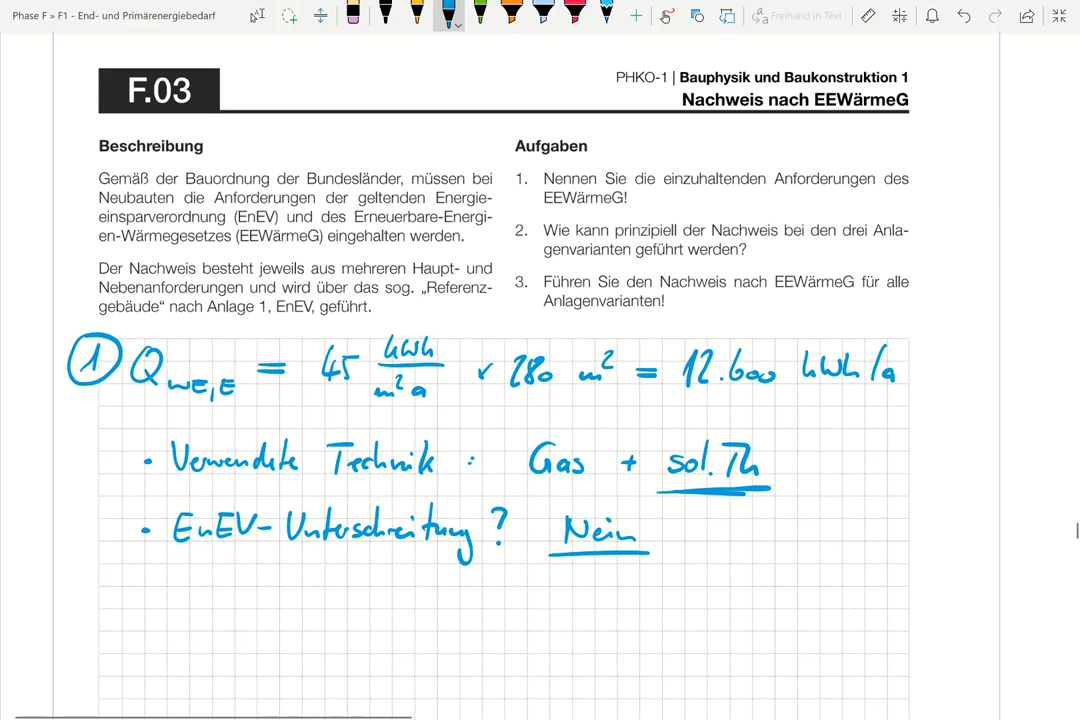 Phase F » F1 - End- und Primärenergiebedarf
Freihand in Text
F.03
PHKO-1 | Bauphysik und Baukonstruktion 1
Nachweis nach EEWärmeG
Beschreibung
Gemäß der Bauordnung der Bundesländer, müssen bei
Neubauten die Anforderungen der geltenden Energie-
einsparverordnung (EnEV) und des Erneuerbare-Energi-
en-Wärmegesetzes (EEWärmeG) eingehalten werden.
Der Nachweis besteht jeweils aus mehreren Haupt- und
Nebenanforderungen und wird über das sog. „Referenz-
gebäude“ nach Anlage 1, EnEV, geführt.
Aufgaben
1. Nennen Sie die einzuhaltenden Anforderungen des
EEWärmeG!
2. Wie kann prinzipiell der Nachweis bei den drei Anla-
genvarianten geführt werden?
3. Führen Sie den Nachweis nach EEWärmeG für alle
Anlagenvarianten!
① Q WE,E = 45 kWh/m² a × 280 m² = 12.600 kWh/a
• Verwendete Technik : Gas + sol. Th
• EnEV-Unterschreitung? Nein